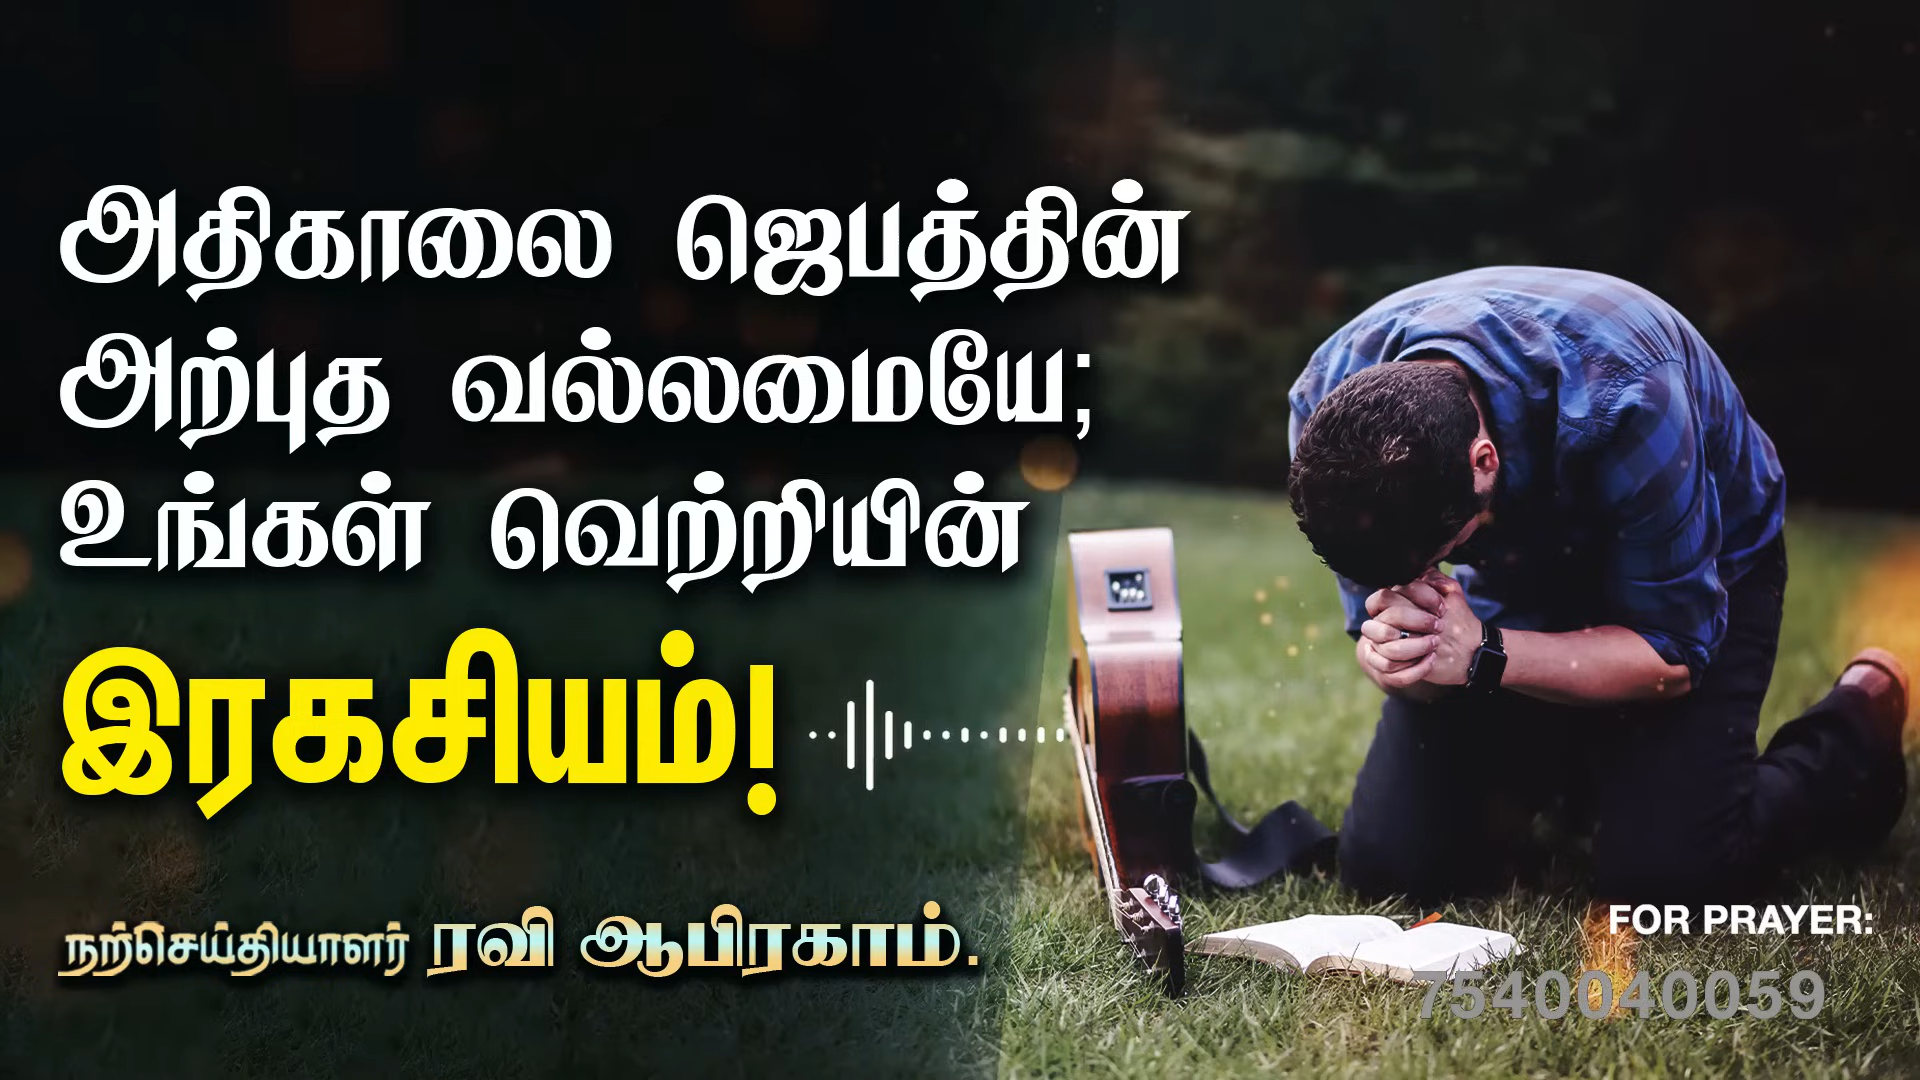 அதிகாலை ஜெபத்தின்
அற்புத வல்லமையே;
உங்கள் வெற்றியின்
இரகசியம்!
நற்செய்தியாளர் ரவி ஆபிரகாம்.
FOR PRAYER:
7540040059